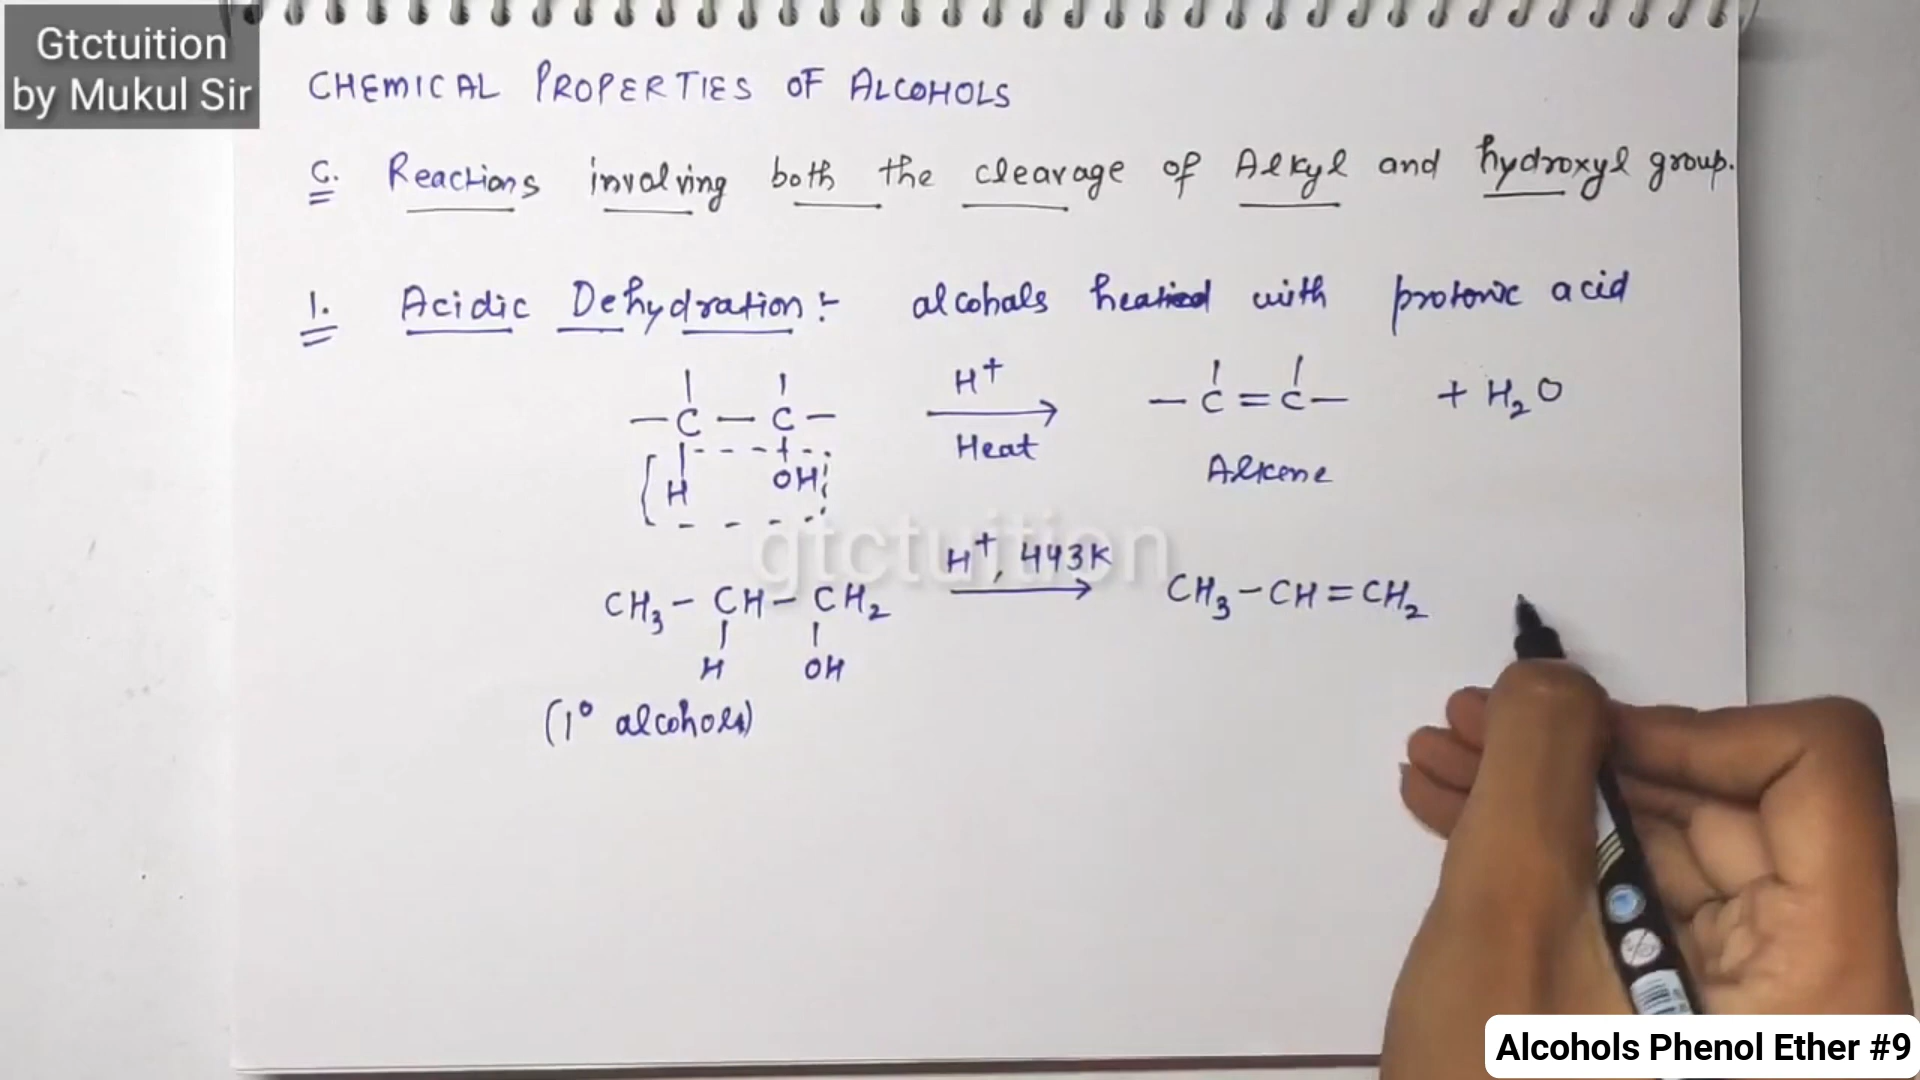 Gtctuition
by Mukul Sir
CHEMICAL PROPERTIES OF ALCOHOLS
C. Reactions involving both the cleavage of Alkyl and hydroxyl group.
1. Acidic Dehydration :- alcohals heated with protonic acid
— C — C — H⁺ — C = C — + H₂O
Heat
H OH
Alkene
gtctuition
CH₃ – CH – CH₂ H⁺, 443K CH₃ – CH = CH₂
H OH
(1° alcohols)
Alcohols Phenol Ether #9